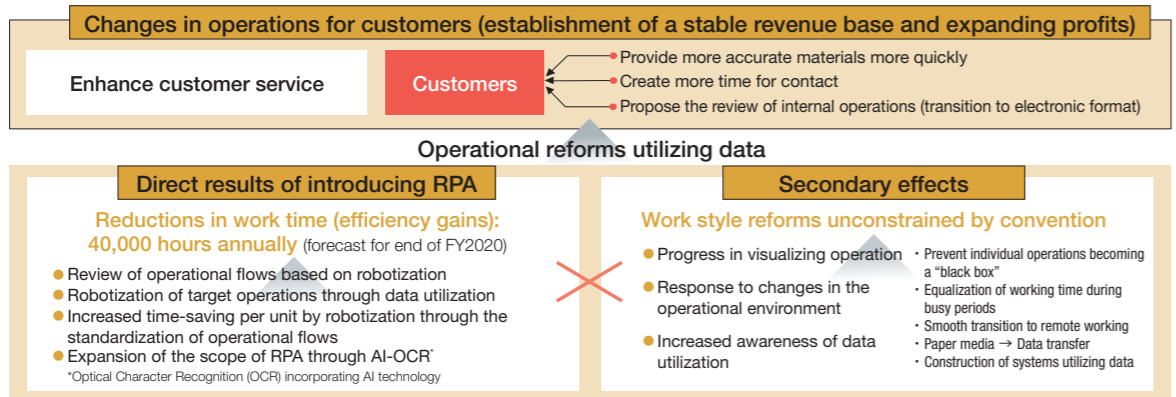 Changes in operations for customers (establishment of a stable revenue base and expanding profits)
Enhance customer service
Customers
Provide more accurate materials more quickly
Create more time for contact
Propose the review of internal operations (transition to electronic format)
Operational reforms utilizing data
Direct results of introducing RPA
Reductions in work time (efficiency gains):
40,000 hours annually (forecast for end of FY2020)
● Review of operational flows based on robotization
● Robotization of target operations through data utilization
● Increased time-saving per unit by robotization through the
standardization of operational flows
● Expansion of the scope of RPA through AI-OCR*
*Optical Character Recognition (OCR) incorporating AI technology
Secondary effects
Work style reforms unconstrained by convention
● Progress in visualizing operation
● Response to changes in the
operational environment
● Increased awareness of data
utilization
・Prevent individual operations becoming
a “black box”
・Equalization of working time during
busy periods
・Smooth transition to remote working
・Paper media → Data transfer
・Construction of systems utilizing data